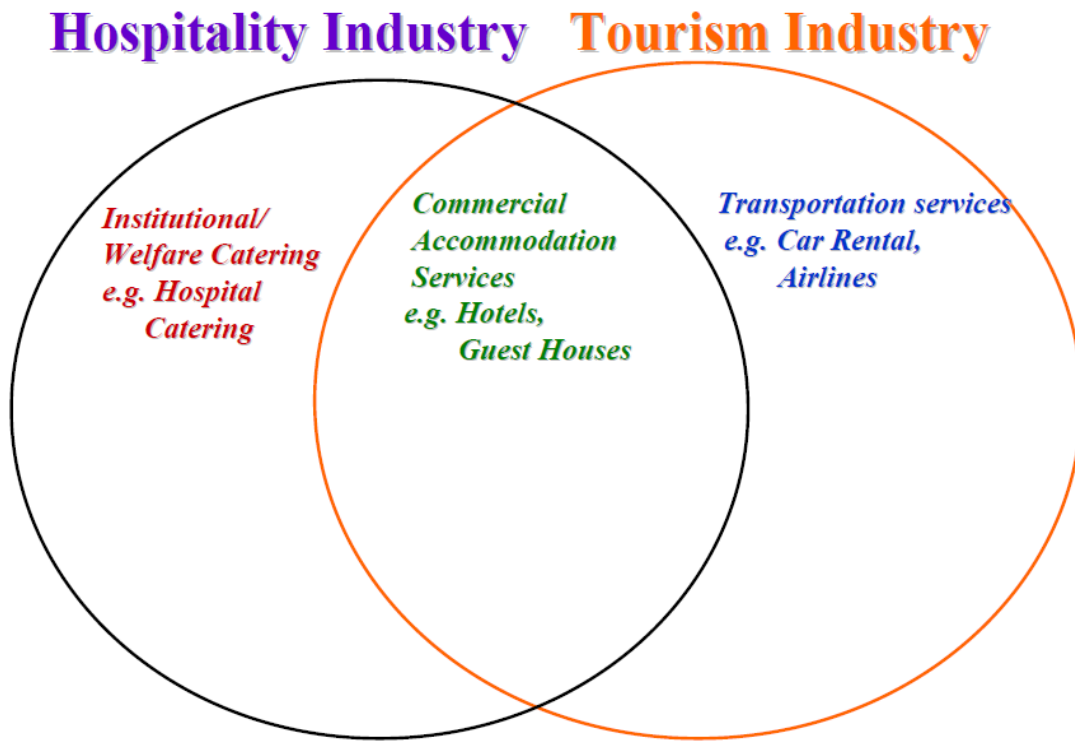 Hospitality Industry Tourism Industry
Institutional/
Welfare Catering
e.g. Hospital
Catering
Commercial
Accommodation
Services
e.g. Hotels,
Guest Houses
Transportation services
e.g. Car Rental,
Airlines